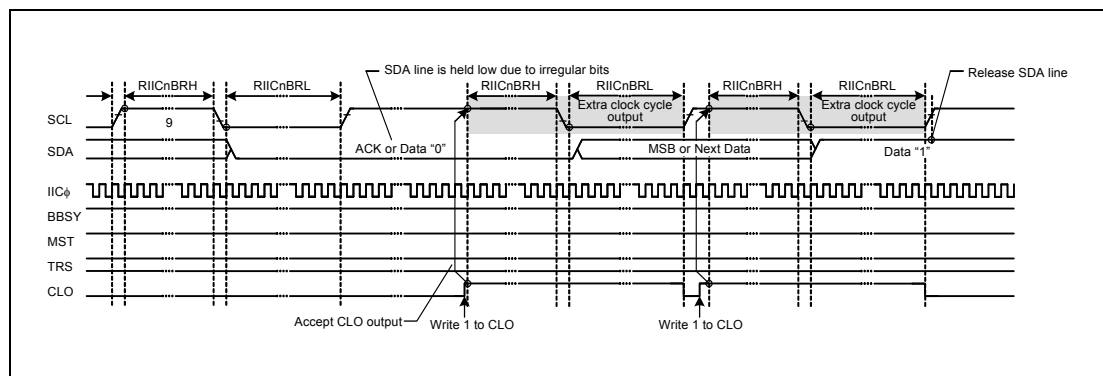 SDA line is held low due to irregular bits
RIICnBRH RIICnBRL RIICnBRH RIICnBRL RIICnBRH RIICnBRL Release SDA line
Extra clock cycle output
Extra clock cycle output
SCL 9
SDA ACK or Data “0” MSB or Next Data Data “1”
IICϕ
BBSY
MST
TRS
CLO
Accept CLO output Write 1 to CLO Write 1 to CLO